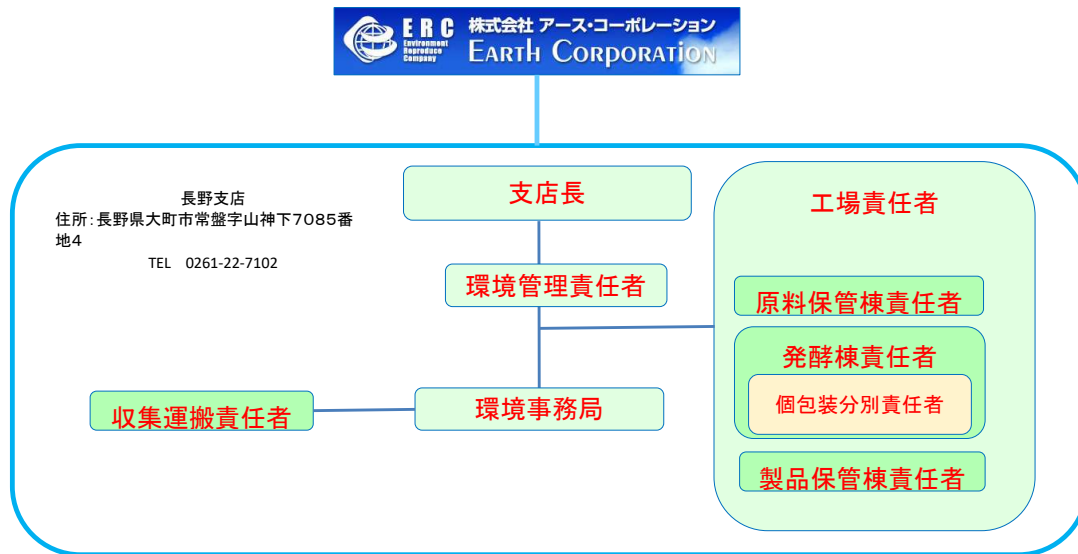 ERC
Environment
Reproduce
Company
株式会社 アース・コーポレーション
EARTH CORPORATION
長野支店
住所：長野県大町市常盤字山神下7085番
地4
TEL 0261-22-7102
支店長
環境管理責任者
環境事務局
収集運搬責任者
工場責任者
原料保管棟責任者
発酵棟責任者
個包装分別責任者
製品保管棟責任者